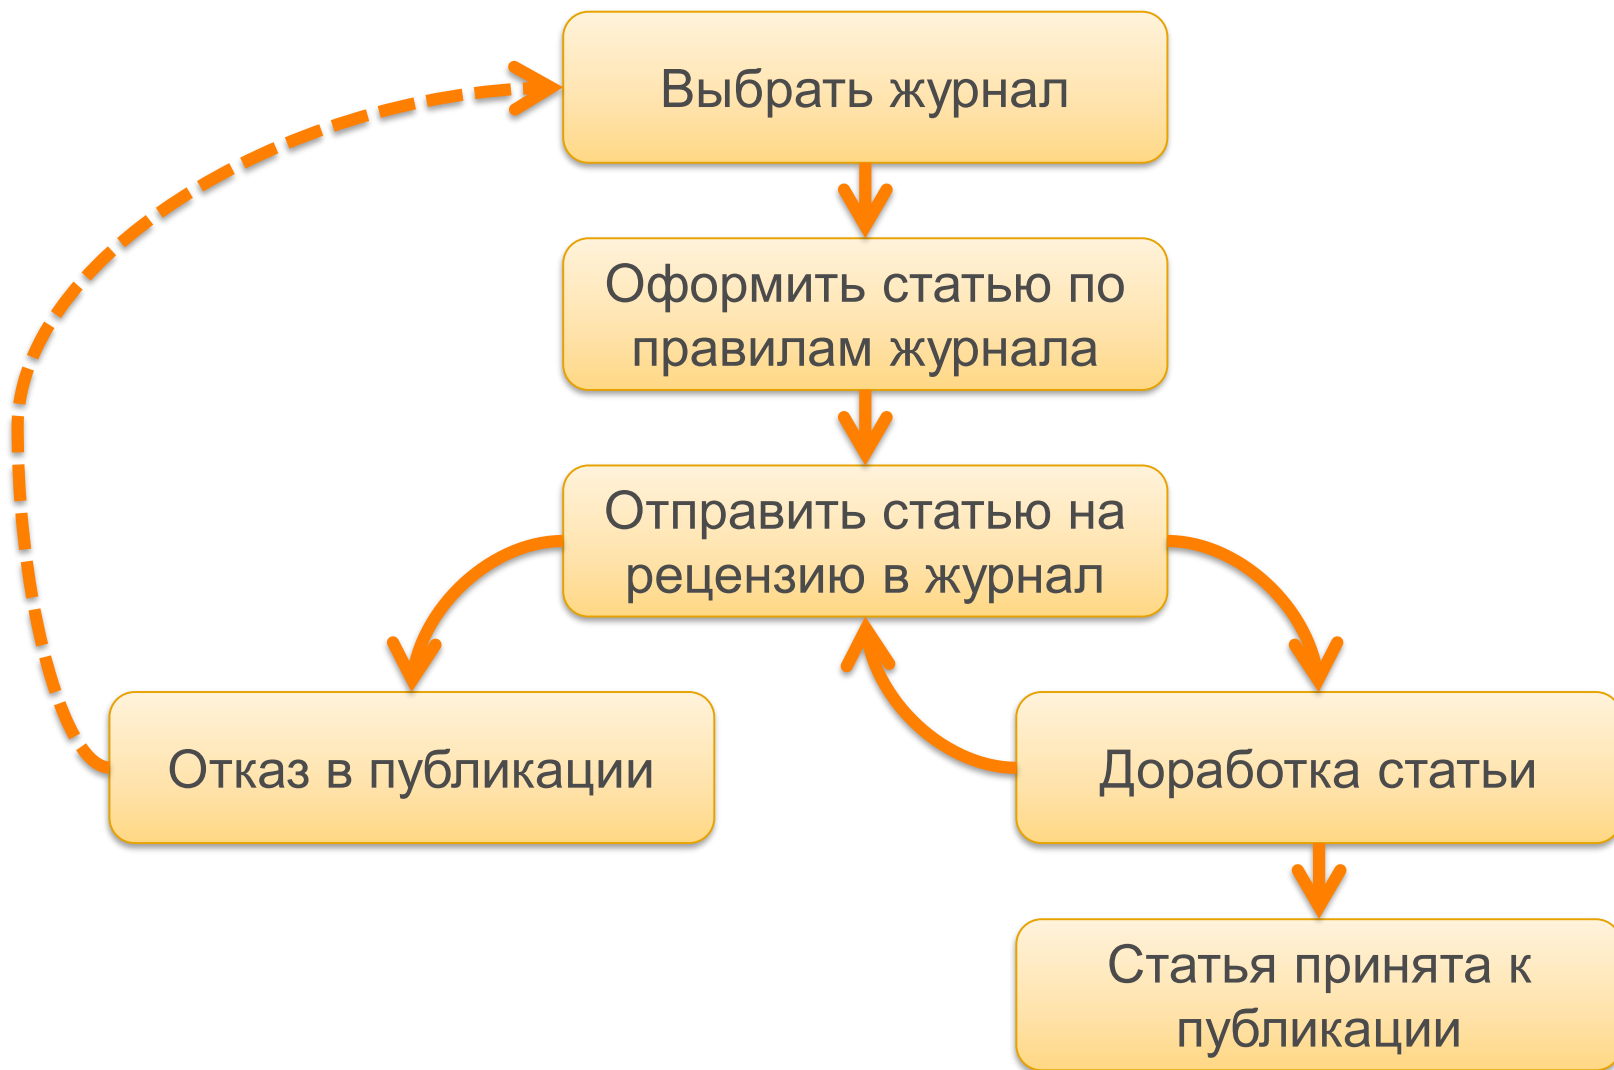 Выбрать журнал
Оформить статью по
правилам журнала
Отправить статью на
рецензию в журнал
Отказ в публикации
Доработка статьи
Статья принята к
публикации